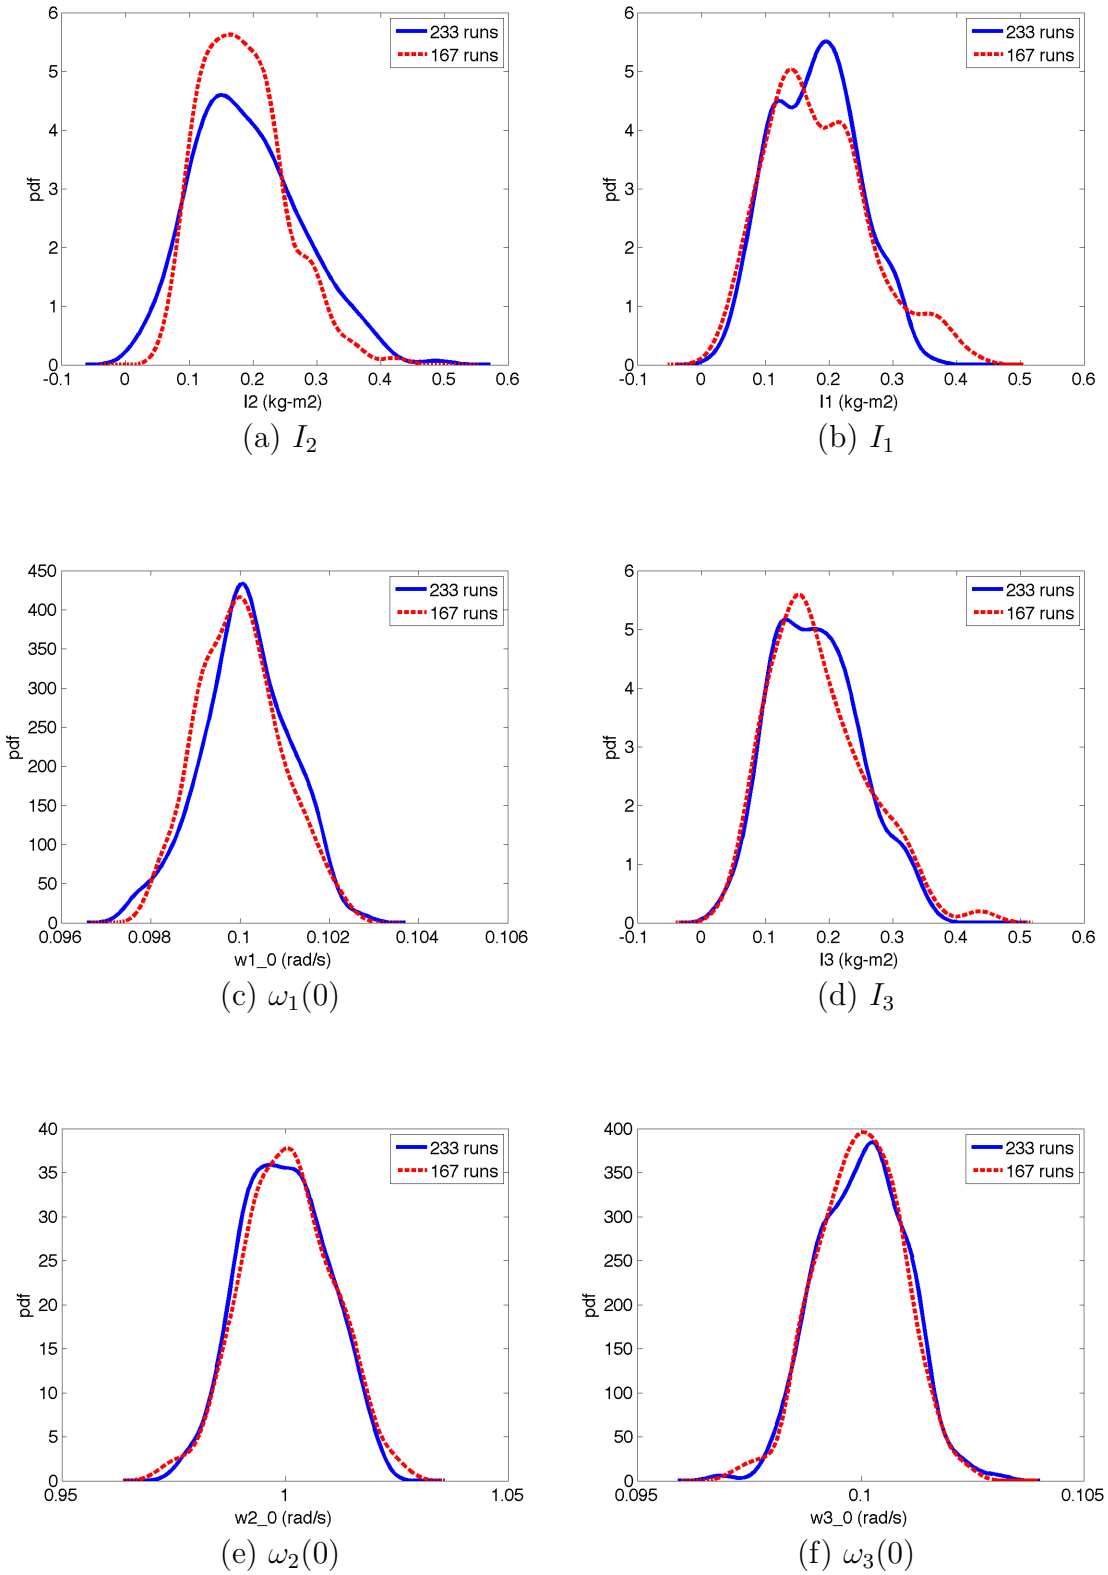 6
5
4
3
2
1
0
pdf
233 runs
167 runs
-0.1 0 0.1 0.2 0.3 0.4 0.5 0.6
I2 (kg-m2)
(a) I₂
6
5
4
3
2
1
0
pdf
233 runs
167 runs
-0.1 0 0.1 0.2 0.3 0.4 0.5 0.6
I1 (kg-m2)
(b) I₁
450
400
350
300
250
200
150
100
50
0
pdf
233 runs
167 runs
0.096 0.098 0.1 0.102 0.104 0.106
w1_0 (rad/s)
(c) ω₁(0)
6
5
4
3
2
1
0
pdf
233 runs
167 runs
-0.1 0 0.1 0.2 0.3 0.4 0.5 0.6
I3 (kg-m2)
(d) I₃
40
35
30
25
20
15
10
5
0
pdf
233 runs
167 runs
0.95 1 1.05
w2_0 (rad/s)
(e) ω₂(0)
400
350
300
250
200
150
100
50
0
pdf
233 runs
167 runs
0.095 0.1 0.105
w3_0 (rad/s)
(f) ω₃(0)